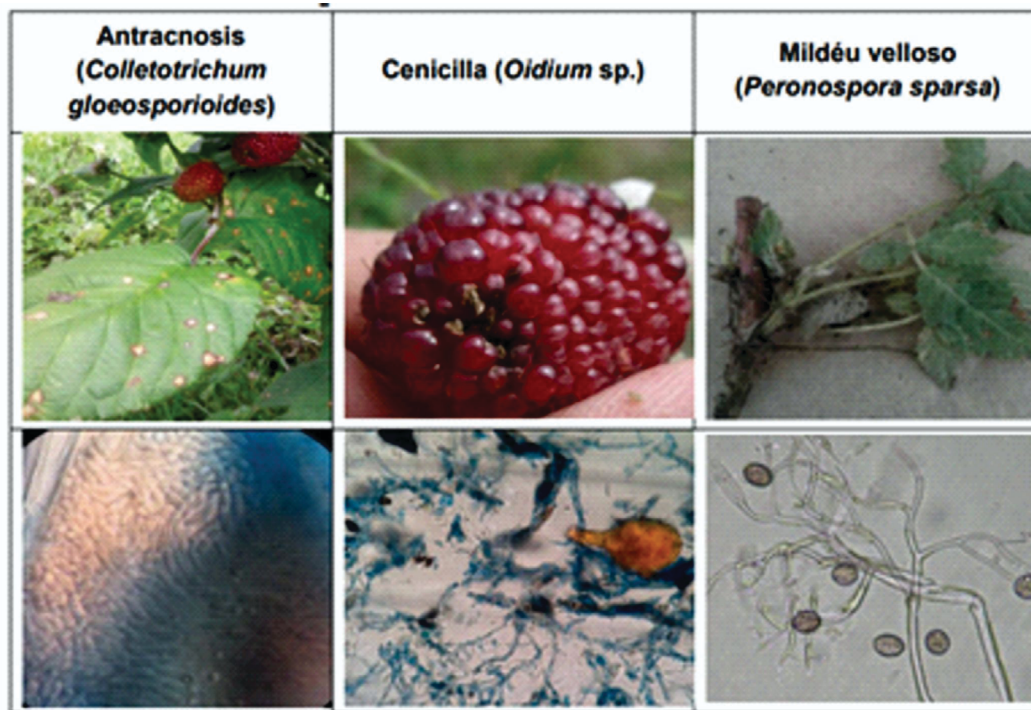 Antracnosis
(Colletotrichum
gloeosporioides)
Cenicilla (Oidium sp.)
Mildéu velloso
(Peronospora sparsa)